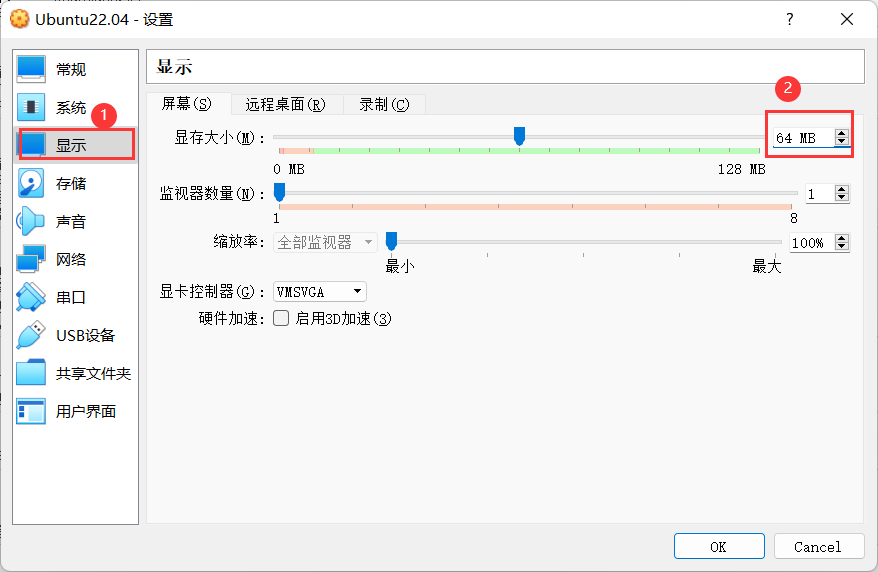 Ubuntu22.04 - 设置
?
常规
系统
1
显示
存储
声音
网络
串口
USB设备
共享文件夹
用户界面
显示
2
屏幕(S) 远程桌面(R) 录制(C)
显存大小(M): 64 MB
0 MB 128 MB
监视器数量(N): 1
1 8
缩放率: 全部监视器 100%
最小 最大
显卡控制器(G): VMSVGA
硬件加速: 启用3D加速(3)
OK Cancel